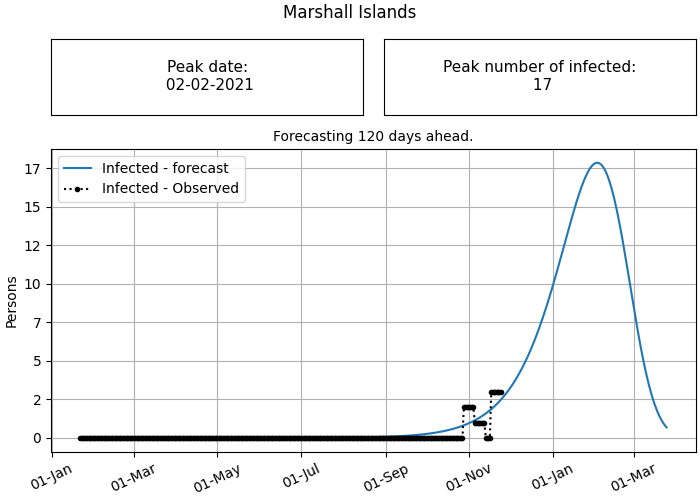 Marshall Islands
Peak date:
02-02-2021
Peak number of infected:
17
Forecasting 120 days ahead.
Infected - forecast
Infected - Observed
Persons
17
15
12
10
7
5
2
0
01-Jan
01-Mar
01-May
01-Jul
01-Sep
01-Nov
01-Jan
01-Mar